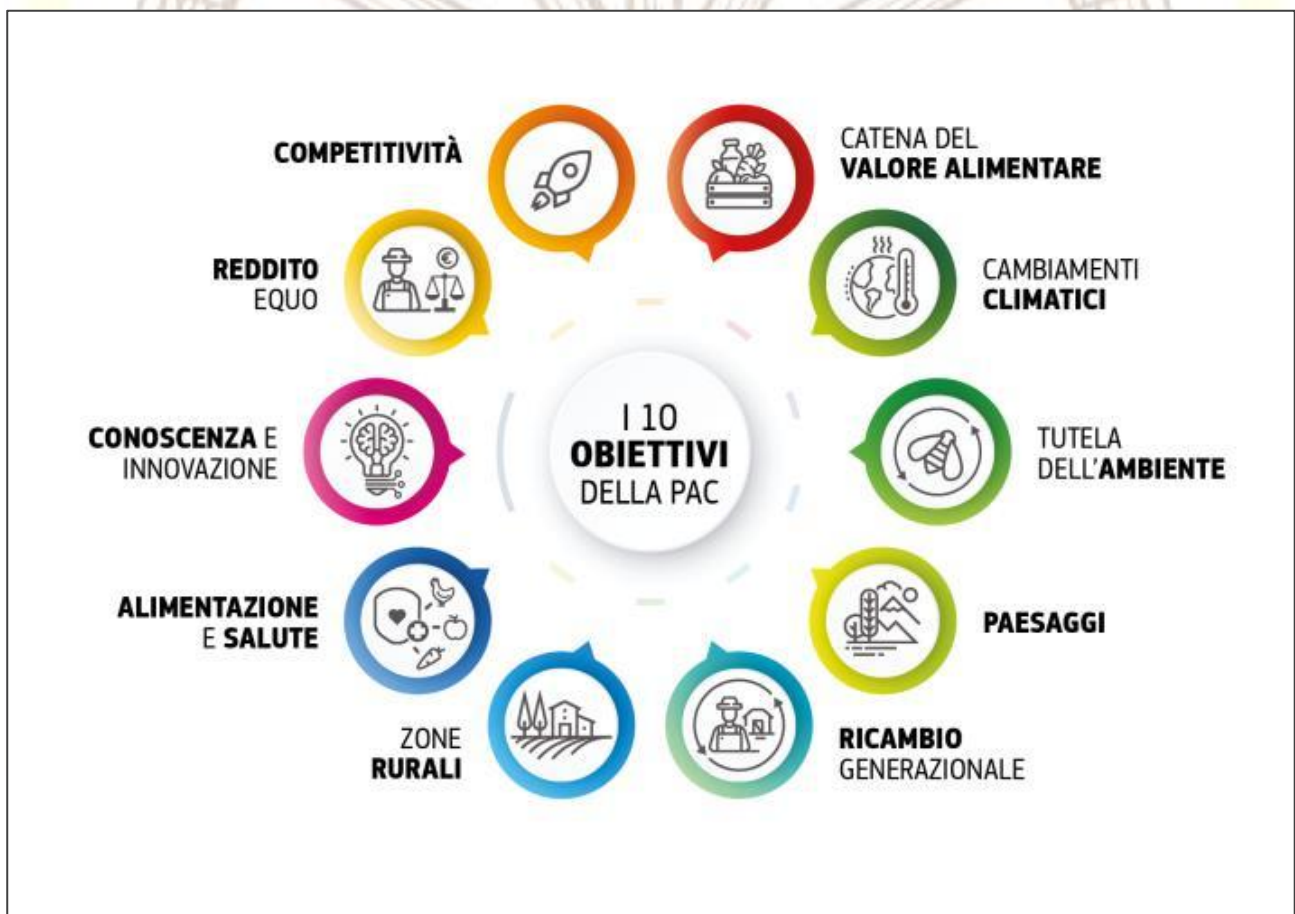 COMPETITIVITÀ
CATENA DEL
VALORE ALIMENTARE
REDDITO
EQUO
CAMBIAMENTI
CLIMATICI
I 10
OBIETTIVI
DELLA PAC
CONOSCENZA E
INNOVAZIONE
TUTELA
DELL'AMBIENTE
ALIMENTAZIONE
E SALUTE
PAESAGGI
ZONE
RURALI
RICAMBIO
GENERAZIONALE
€